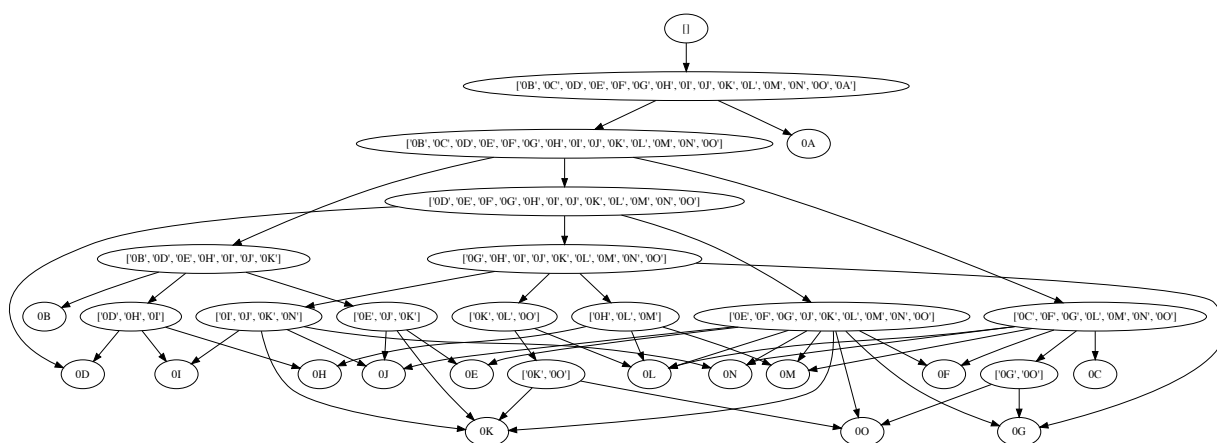 []
['0B', '0C', '0D', '0E', '0F', '0G', '0H', '0I', '0J', '0K', '0L', '0M', '0N', '0O', '0A']
['0B', '0C', '0D', '0E', '0F', '0G', '0H', '0I', '0J', '0K', '0L', '0M', '0N', '0O']
0A
['0D', '0E', '0F', '0G', '0H', '0I', '0J', '0K', '0L', '0M', '0N', '0O']
['0B', '0D', '0E', '0H', '0I', '0J', '0K']
['0G', '0H', '0I', '0J', '0K', '0L', '0M', '0N', '0O']
0B
['0D', '0H', '0I']
['0I', '0J', '0K', '0N']
['0E', '0J', '0K']
['0K', '0L', '0O']
['0H', '0L', '0M']
['0E', '0F', '0G', '0J', '0K', '0L', '0M', '0N', '0O']
['0C', '0F', '0G', '0L', '0M', '0N', '0O']
0D
0I
0H
0J
0E
['0K', '0O']
0L
0N
0M
0F
['0G', '0O']
0C
0K
0O
0G